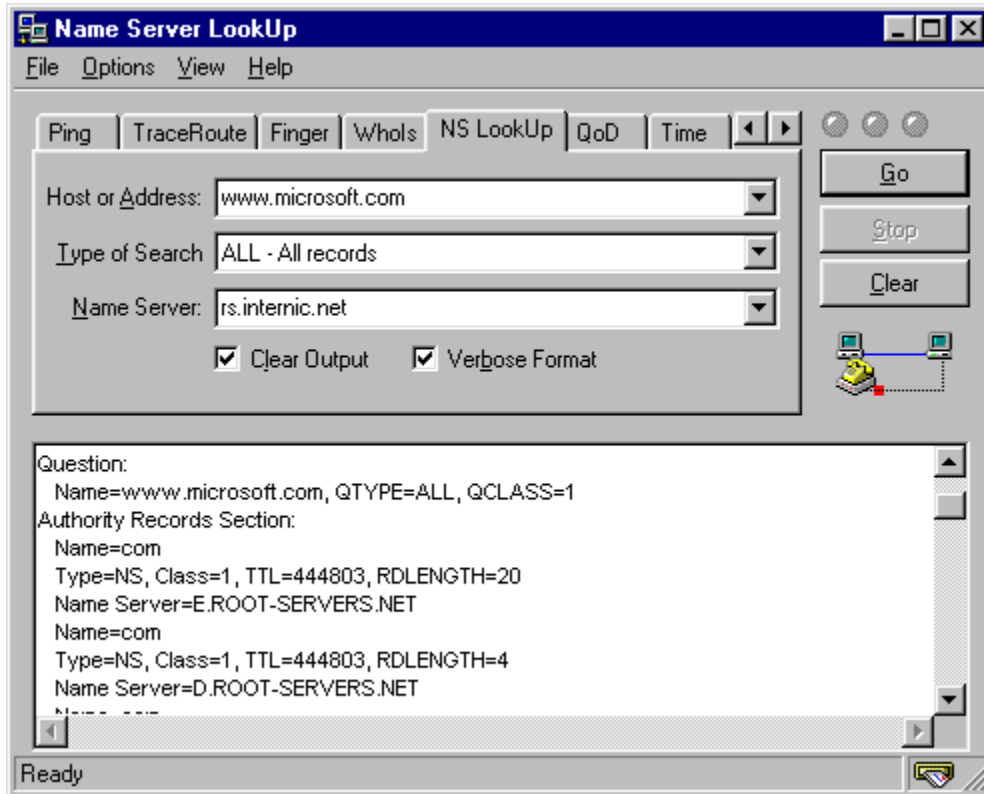 Name Server LookUp
File Options View Help
Ping TraceRoute Finger WhoIs NS LookUp QoD Time
Host or Address: www.microsoft.com
Type of Search ALL - All records
Name Server: rs.internic.net
Clear Output Verbose Format
Go
Stop
Clear
Question:
Name=www.microsoft.com, QTYPE=ALL, QCLASS=1
Authority Records Section:
Name=com
Type=NS, Class=1, TTL=444803, RDLENGTH=20
Name Server=E.ROOT-SERVERS.NET
Name=com
Type=NS, Class=1, TTL=444803, RDLENGTH=4
Name Server=D.ROOT-SERVERS.NET
Ready